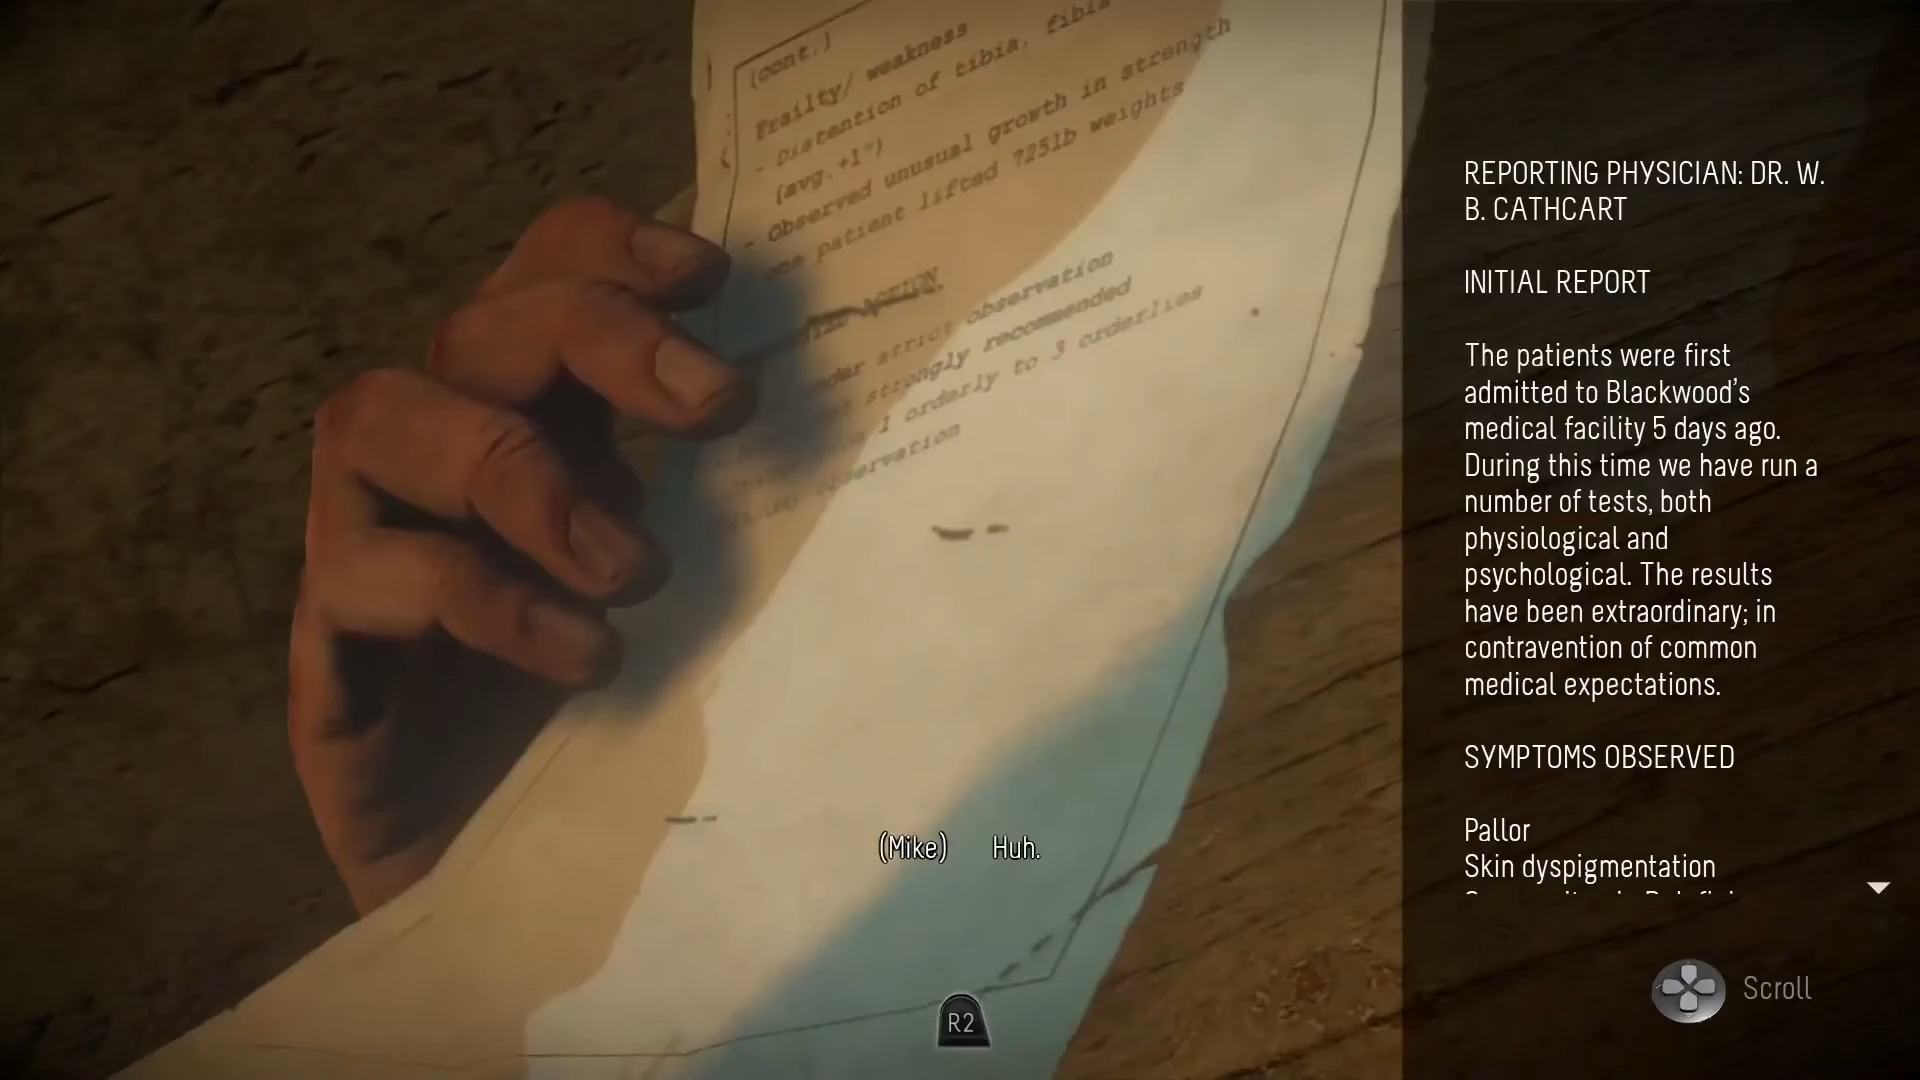 (cont.)
Frailty/ weakness
- Distention of tibia, fibia
(avg. +1")
- Observed unusual growth in strength
one patient lifted 725lb weights
ACTION
strict observation
strongly recommended
1 orderly to 3 orderlies
observation
REPORTING PHYSICIAN: DR. W.
B. CATHCART
INITIAL REPORT
The patients were first
admitted to Blackwood’s
medical facility 5 days ago.
During this time we have run a
number of tests, both
physiological and
psychological. The results
have been extraordinary; in
contravention of common
medical expectations.
SYMPTOMS OBSERVED
Pallor
Skin dyspigmentation
(Mike) Huh.
Scroll
R2